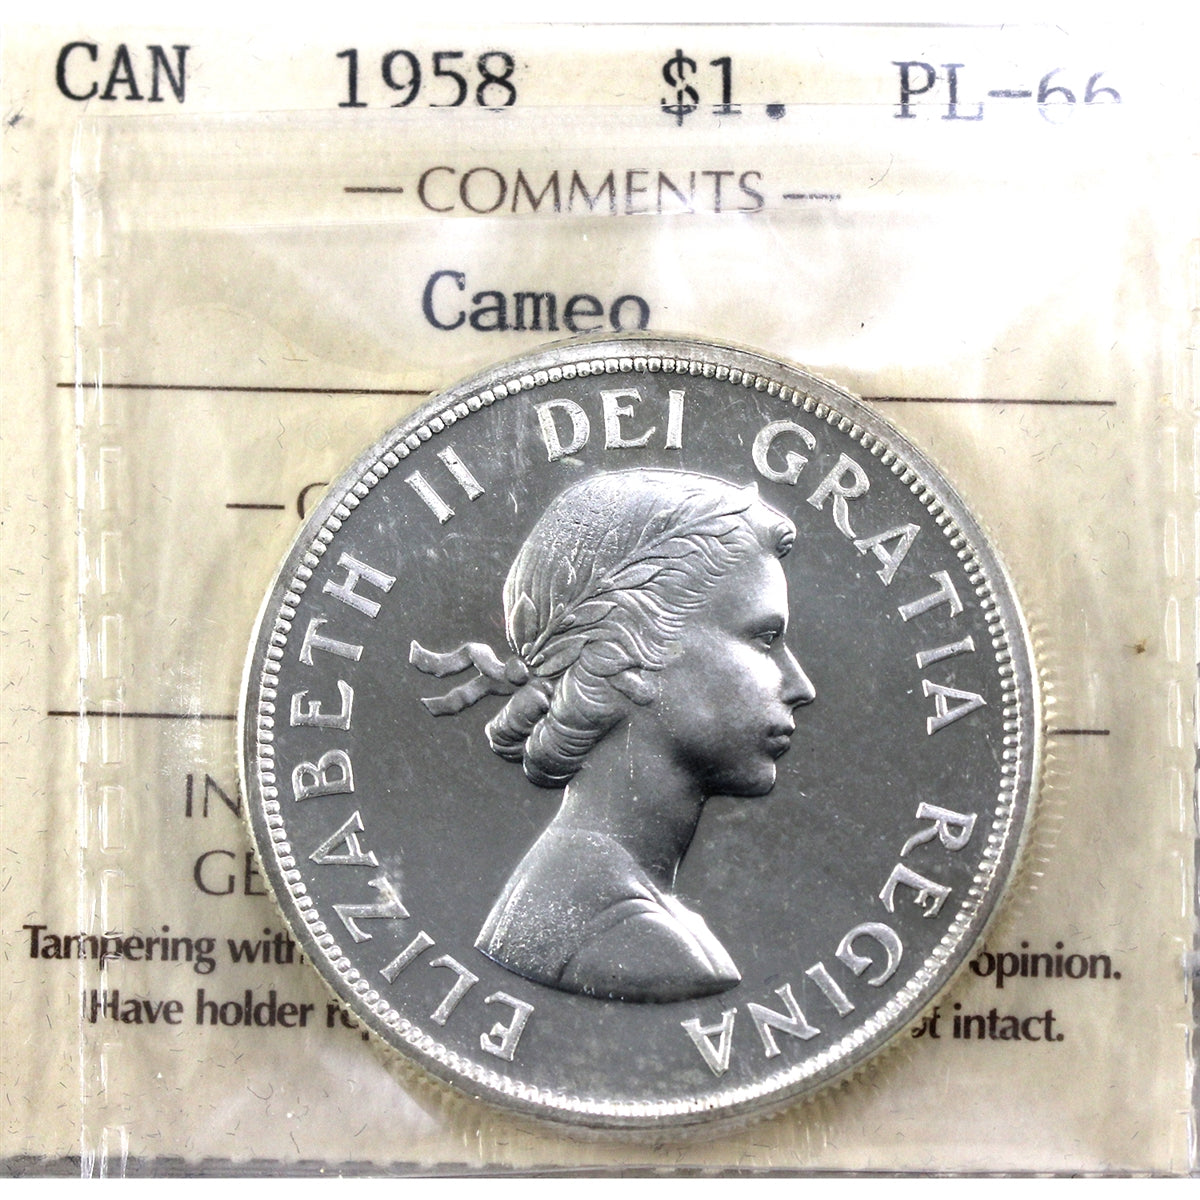 CAN 1958 $1. PL-66
— COMMENTS —
Cameo
ELIZABETH II DEI GRATIA REGINA
Tampering with opinion.
Have holder intact.